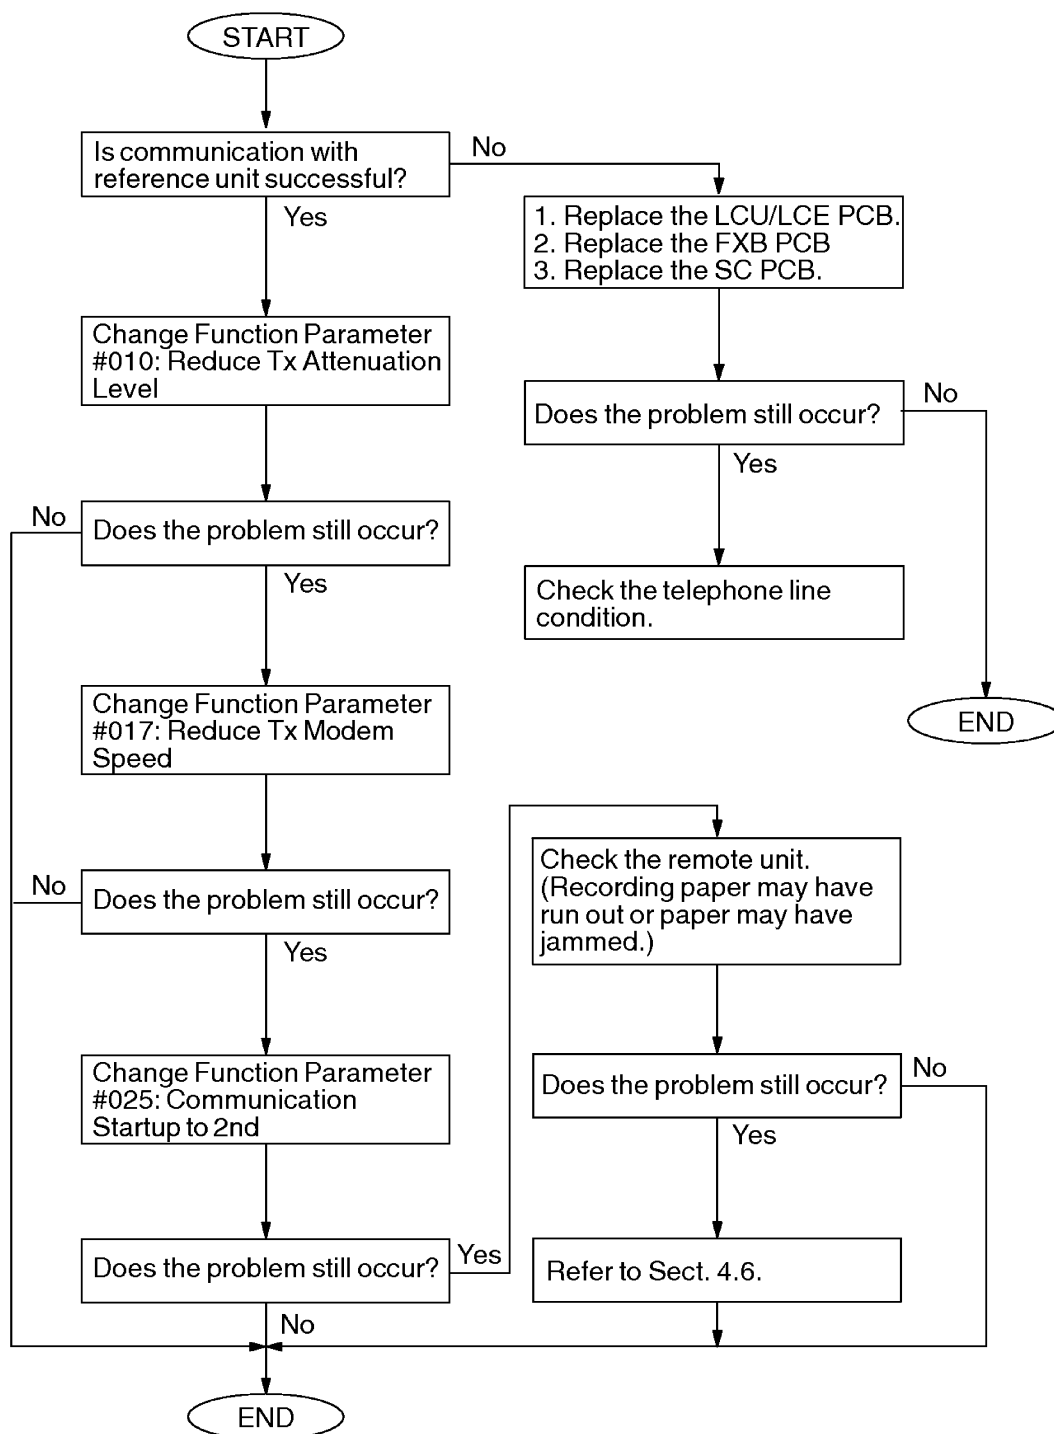 START
Is communication with
reference unit successful?
No
Yes
1. Replace the LCU/LCE PCB.
2. Replace the FXB PCB
3. Replace the SC PCB.
Change Function Parameter
#010: Reduce Tx Attenuation
Level
Does the problem still occur?
No
Yes
No
Does the problem still occur?
Yes
Check the telephone line
condition.
Change Function Parameter
#017: Reduce Tx Modem
Speed
END
No
Does the problem still occur?
Yes
Check the remote unit.
(Recording paper may have
run out or paper may have
jammed.)
Change Function Parameter
#025: Communication
Startup to 2nd
Does the problem still occur?
No
Yes
Does the problem still occur?
Yes
Refer to Sect. 4.6.
No
END